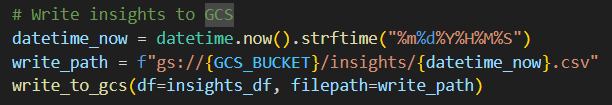 # Write insights to GCS
datetime_now = datetime.now().strftime("%m%d%Y%H%M%S")
write_path = f"gs://{GCS_BUCKET}/insights/{datetime_now}.csv"
write_to_gcs(df=insights_df, filepath=write_path)